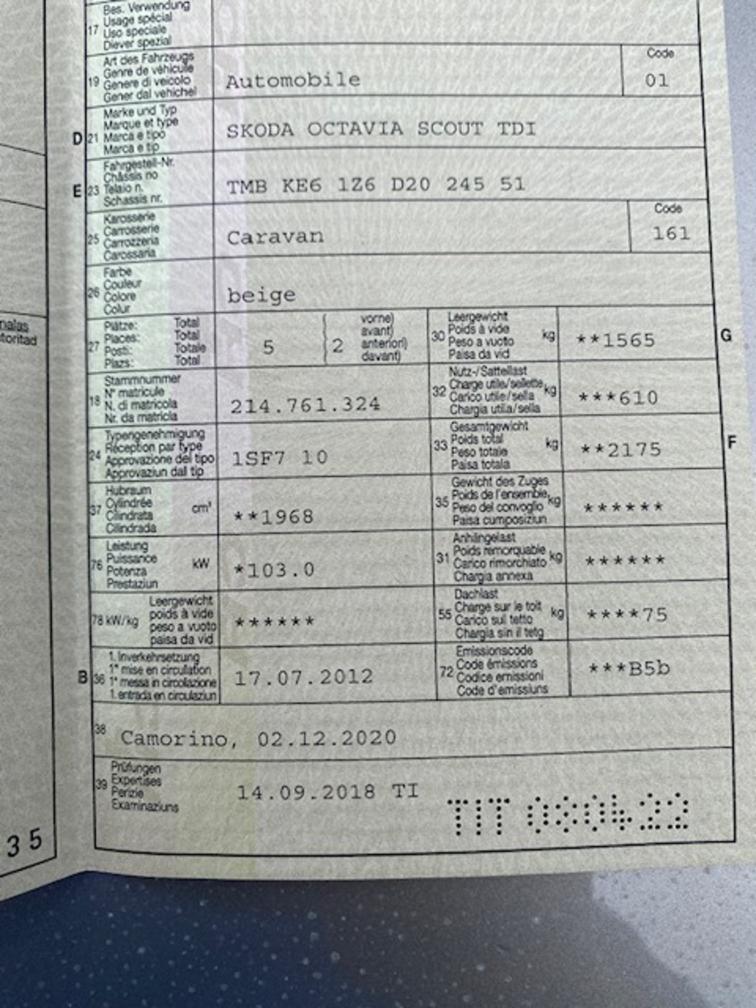 Bes. Verwendung
Usage spécial
17 Uso speciale
Diever spezial
Art des Fahrzeugs
19 Genre de véhicule
Genere di veicolo
Gener dal vehichel
Automobile
Code
01
Marke und Typ
Marque et type
D 21 Marca e tipo
Marca e tip
SKODA OCTAVIA SCOUT TDI
Fahrgestell-Nr.
Châssis no
E 23 Telaio n.
Schassis nr.
TMB KE6 1Z6 D20 245 51
Karosserie
25 Carrosserie
Carrozzeria
Carossaria
Caravan
Code
161
Farbe
26 Couleur
Colore
Colur
beige
Plätze: Total
27 Places: Total
Posti: Totale
Plazs: Total
5
2
vorne)
avant)
anteriori)
davant)
Leergewicht
30 Poids à vide kg
Peso a vuoto
Paisa da vid
**1565
G
nalas
toritad
Stammnummer
18 N° matricule
N. di matricola
Nr. da matricla
214.761.324
Nutz-/Sattellast
32 Charge utile/sellette kg
Carico utile/sella
Chargia utila/sella
***610
Typengenehmigung
24 Réception par type
Approvazione del tipo
Approvaziun dal tip
1SF7 10
Gesamtgewicht
33 Poids total kg
Peso totale
Paisa totala
**2175
F
Hubraum
37 Cylindrée cm³
Cilindrata
Cilindrada
**1968
Gewicht des Zuges
35 Poids de l'ensemble kg
Peso del convoglio
Paisa cumposiziun
******
Leistung
76 Puissance kW
Potenza
Prestaziun
*103.0
Anhängelast
31 Poids remorquable kg
Carico rimorchiato
Chargia annexa
******
Leergewicht
78 kW/kg poids à vide
peso a vuoto
paisa da vid
******
Dachlast
55 Charge sur le toit kg
Carico sul tetto
Chargia sin il tetg
****75
1. Inverkehrsetzung
B 36 1re mise en circulation
1a messa in circolazione
1. entrada en circulaziun
17.07.2012
Emissionscode
72 Code émissions
Codice emissioni
Code d'emissiuns
***B5b
38 Camorino, 02.12.2020
Prüfungen
39 Expertises
Perizie
Examinaziuns
14.09.2018 TI
TIT 080422
35